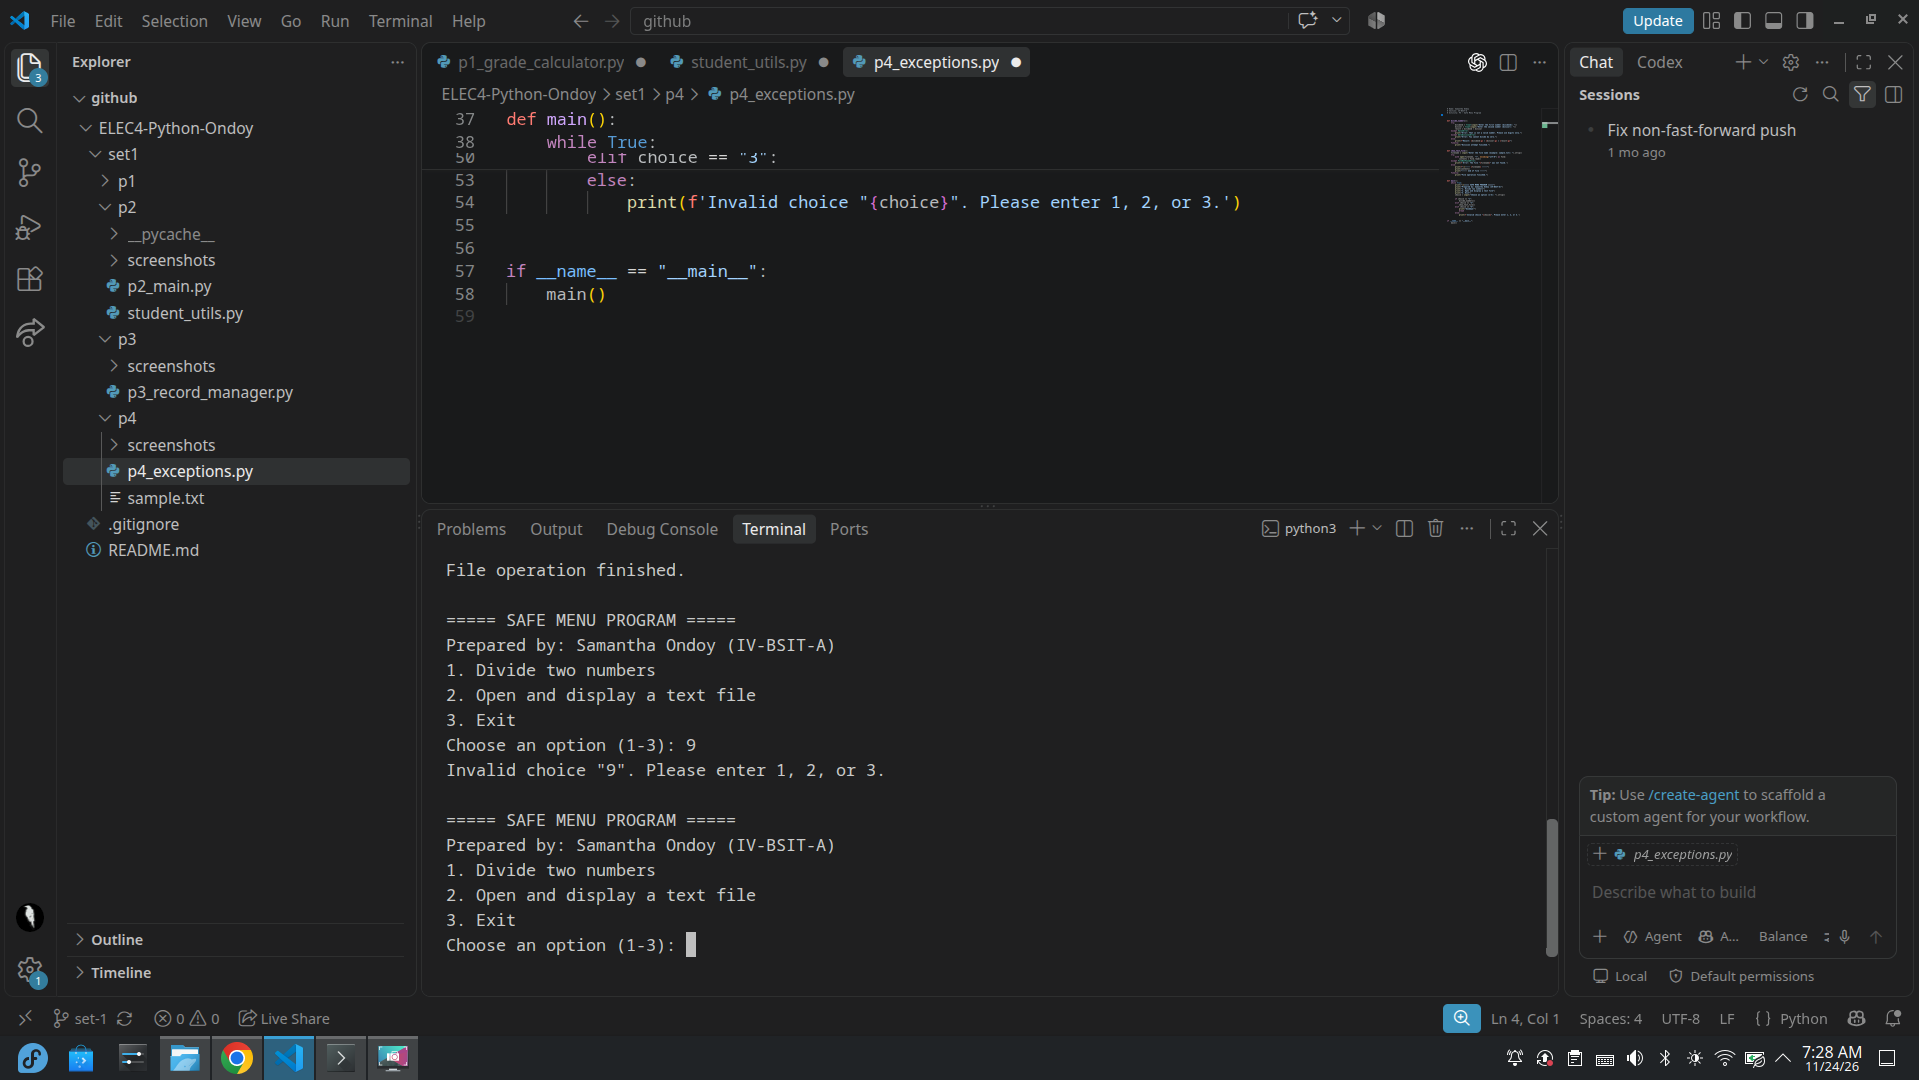 File Edit Selection View Go Run Terminal Help
github
Update
Explorer
github
ELEC4-Python-Ondoy
set1
p1
p2
__pycache__
screenshots
p2_main.py
student_utils.py
p3
screenshots
p3_record_manager.py
p4
screenshots
p4_exceptions.py
sample.txt
.gitignore
README.md
Outline
Timeline
3
1
p1_grade_calculator.py
student_utils.py
p4_exceptions.py
ELEC4-Python-Ondoy > set1 > p4 > p4_exceptions.py
37 def main():
38 while True:
50 elif choice == "3":
53 else:
54 print(f'Invalid choice "{choice}". Please enter 1, 2, or 3.')
55
56
57 if __name__ == "__main__":
58 main()
59
Problems Output Debug Console Terminal Ports
python3
File operation finished.
===== SAFE MENU PROGRAM =====
Prepared by: Samantha Ondoy (IV-BSIT-A)
1. Divide two numbers
2. Open and display a text file
3. Exit
Choose an option (1-3): 9
Invalid choice "9". Please enter 1, 2, or 3.
===== SAFE MENU PROGRAM =====
Prepared by: Samantha Ondoy (IV-BSIT-A)
1. Divide two numbers
2. Open and display a text file
3. Exit
Choose an option (1-3):
Chat Codex
Sessions
Fix non-fast-forward push
1 mo ago
Tip: Use /create-agent to scaffold a
custom agent for your workflow.
p4_exceptions.py
Describe what to build
Agent A... Balance
Local Default permissions
set-1 0 0 Live Share
Ln 4, Col 1 Spaces: 4 UTF-8 LF { } Python
7:28 AM
11/24/26